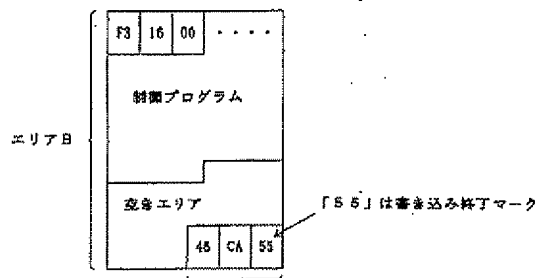 F3 16 00 ····
制御プログラム
エリアB
空きエリア
「55」は書き込み終了マーク
45 CA 55